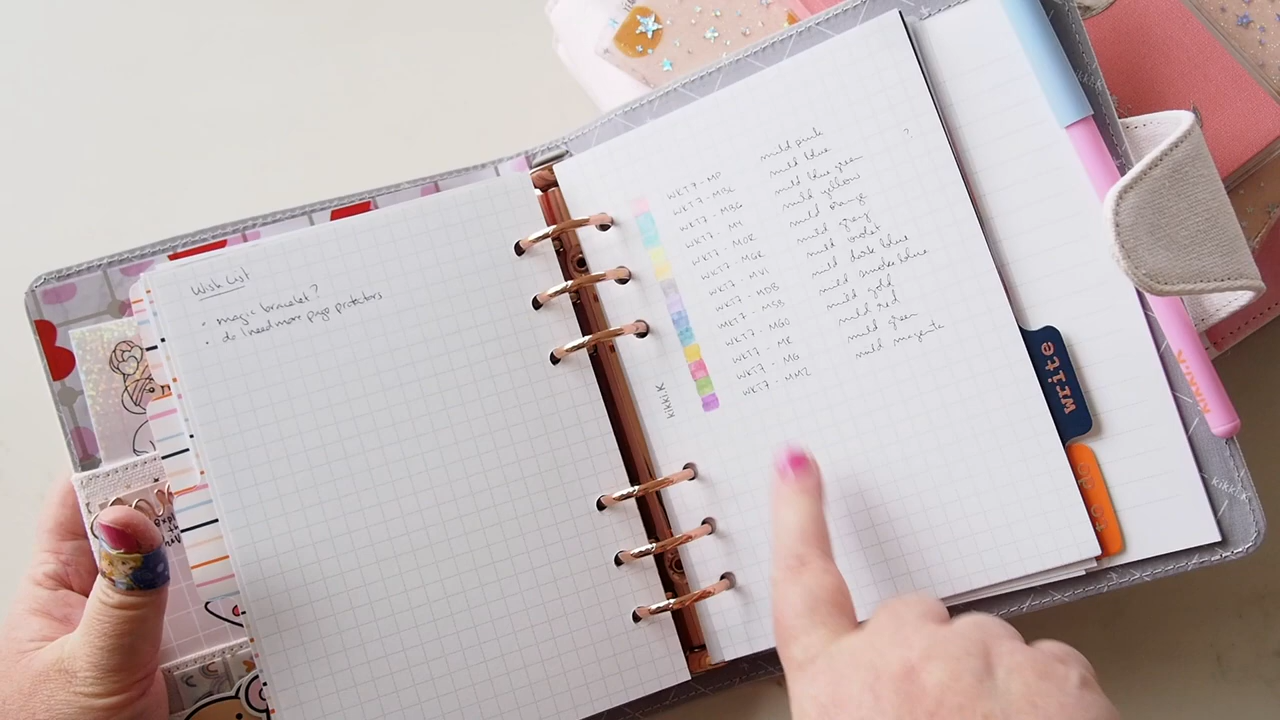 Wish List
· magic bracelet?
· do I need more page protectors
WKT7 - MP mild pink
WKT7 - MBL mild blue
WKT7 - MBG mild blue green
WKT7 - MY mild yellow
WKT7 - MOR mild orange
WKT7 - MGR mild gray
WKT7 - MVI mild violet
WKT7 - MDB mild dark blue
WKT7 - MSB mild smoke blue
WKT7 - MGO mild gold
WKT7 - MR mild red
WKT7 - MG mild green
WKT7 - MMZ mild magenta
?
kikki.K
write
to do
KIKKI.K
kikki.K